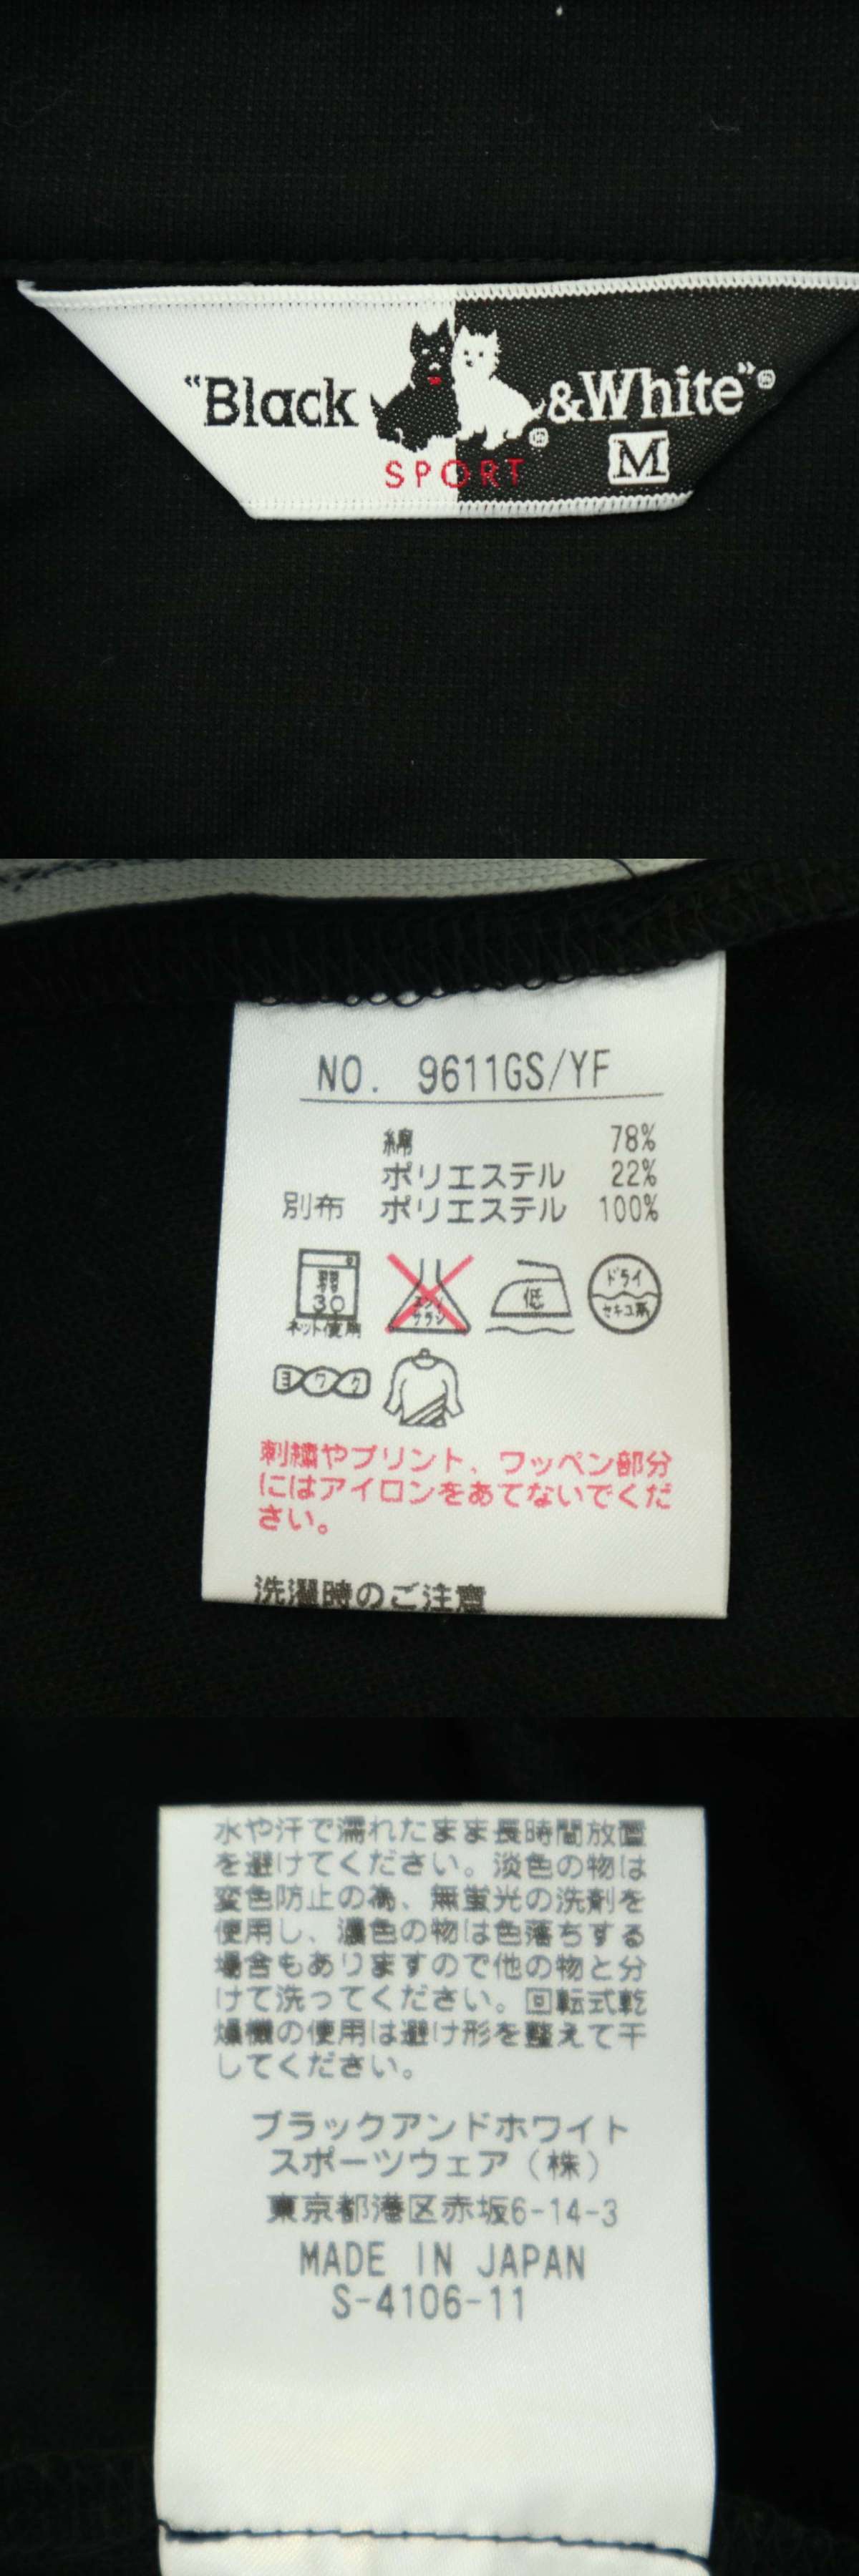 "Black & White"®
®
SPORT
M
NO. 9611GS/YF
綿 78%
ポリエステル 22%
別布 ポリエステル 100%
弱
30
ネット使用
エンソ
サラシ
低
ドライ
セキユ系
ヨワク
刺繍やプリント、ワッペン部分
にはアイロンをあてないでくだ
さい。
洗濯時のご注意
水や汗で濡れたまま長時間放置
を避けてください。淡色の物は
変色防止の為、無蛍光の洗剤を
使用し、濃色の物は色落ちする
場合もありますので他の物と分
けて洗ってください。回転式乾
燥機の使用は避け形を整えて干
してください。
ブラックアンドホワイト
スポーツウェア（株）
東京都港区赤坂6-14-3
MADE IN JAPAN
S-4106-11